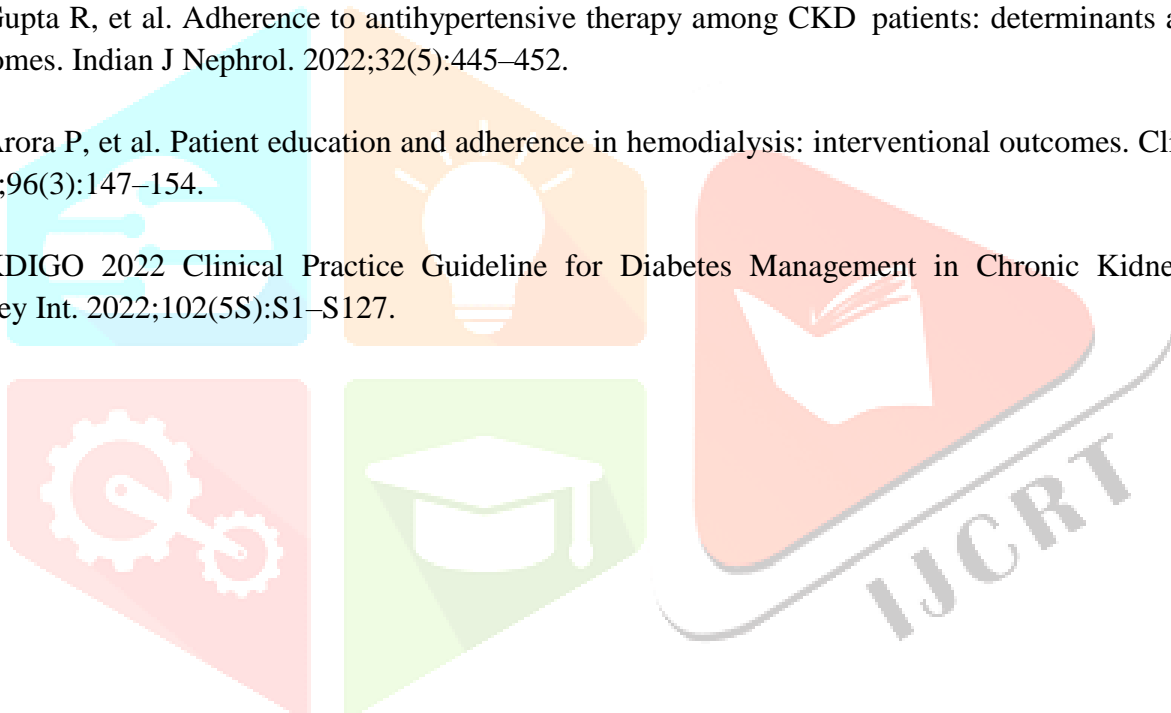 Gupta R, et al. Adherence to antihypertensive therapy among CKD patients: determinants a
omes. Indian J Nephrol. 2022;32(5):445–452.
Arora P, et al. Patient education and adherence in hemodialysis: interventional outcomes. Cli
;96(3):147–154.
KDIGO 2022 Clinical Practice Guideline for Diabetes Management in Chronic Kidne
ey Int. 2022;102(5S):S1–S127.
IJCRT